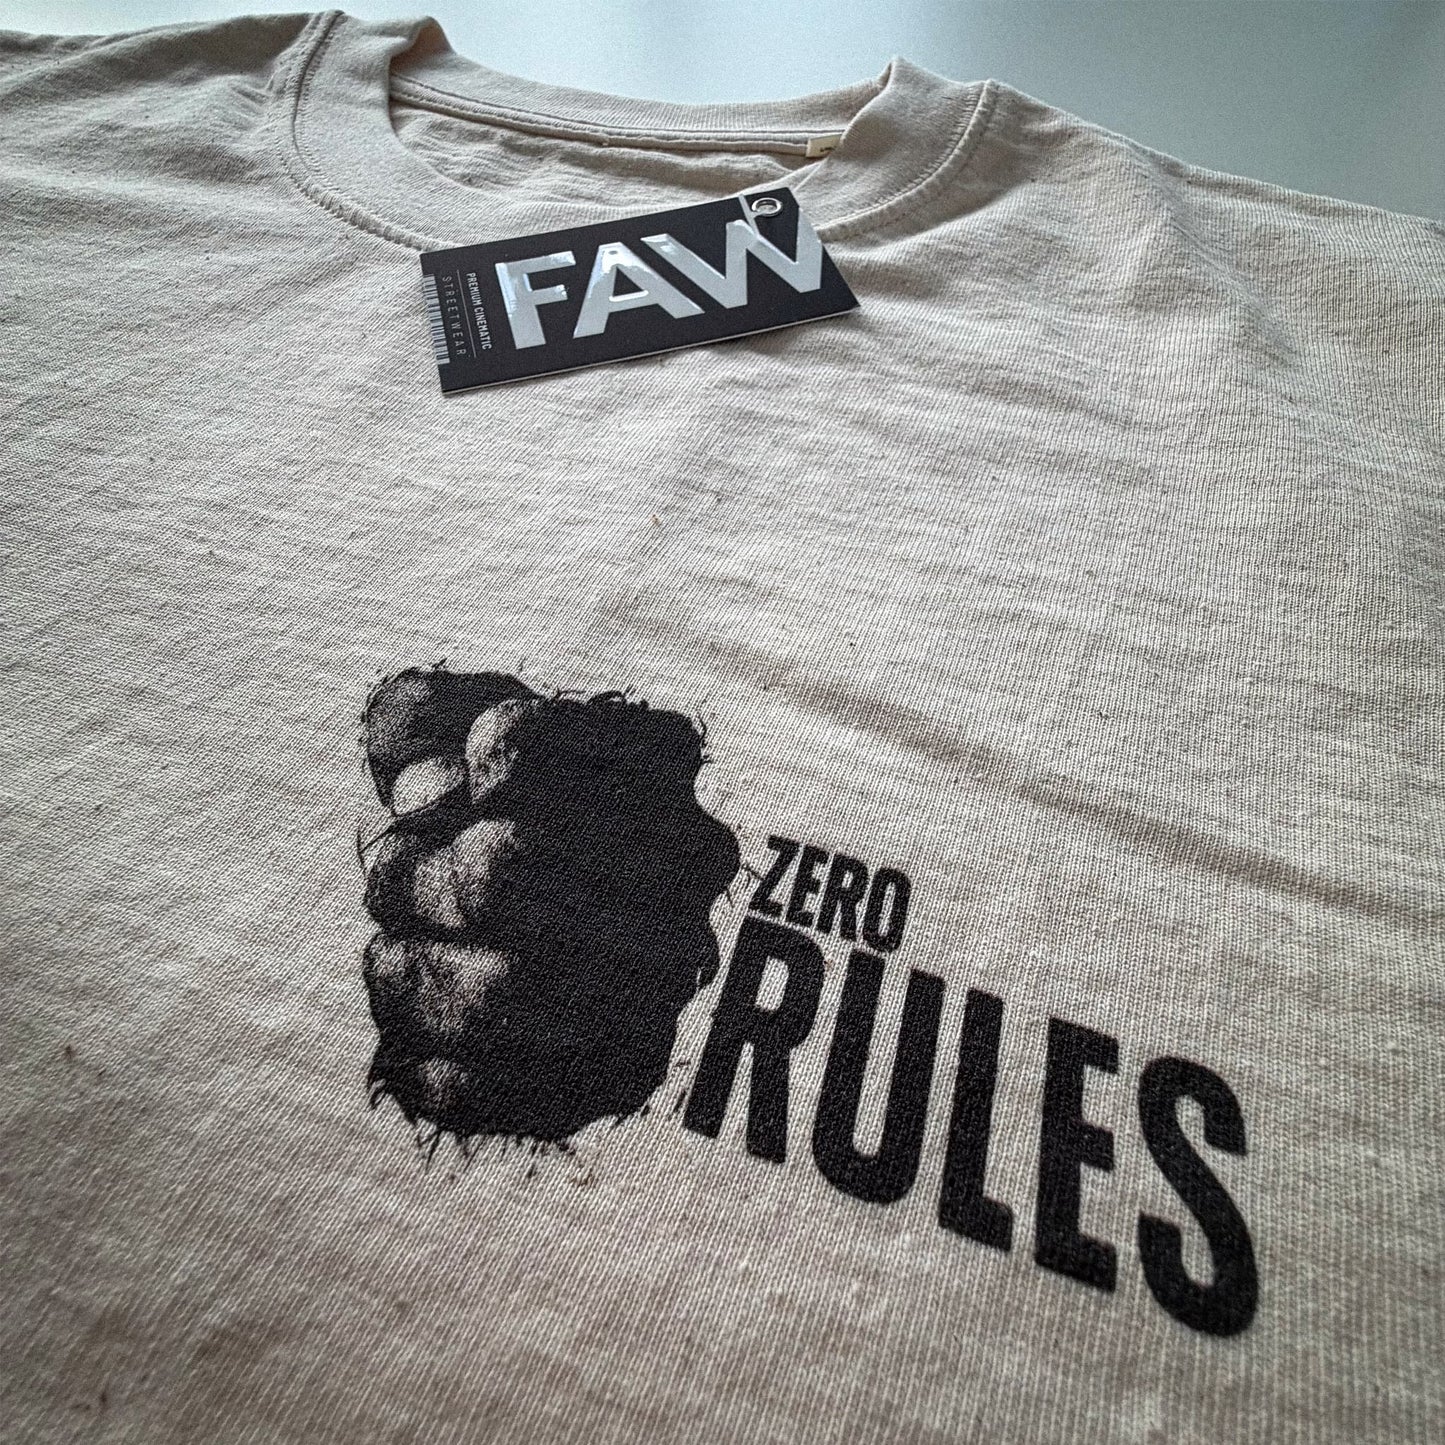 FAW
PREMIUM CINEMATIC
STREETWEAR
ZERO
RULES